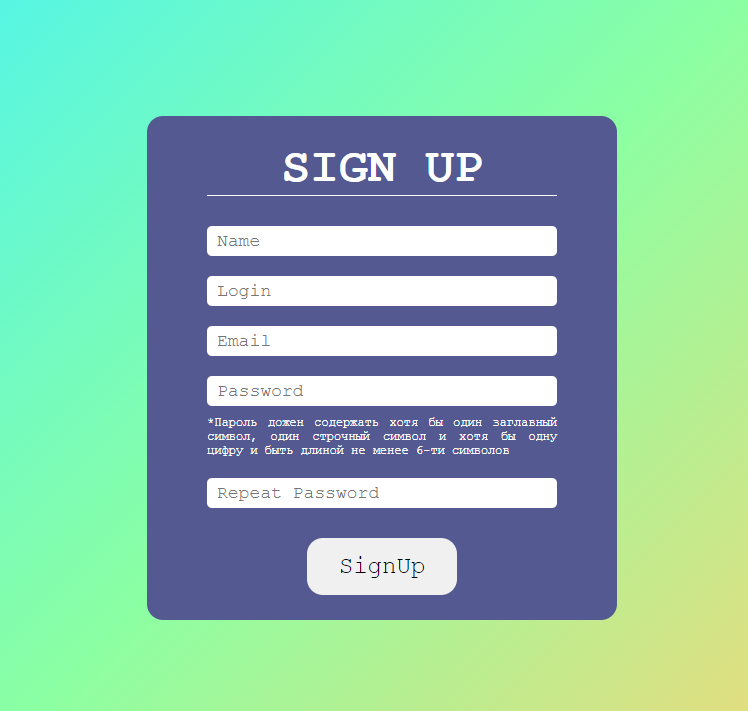 SIGN UP
Name
Login
Email
Password
*Пароль дожен содержать хотя бы один заглавный
символ, один строчный символ и хотя бы одну
цифру и быть длиной не менее 6-ти символов
Repeat Password
SignUp